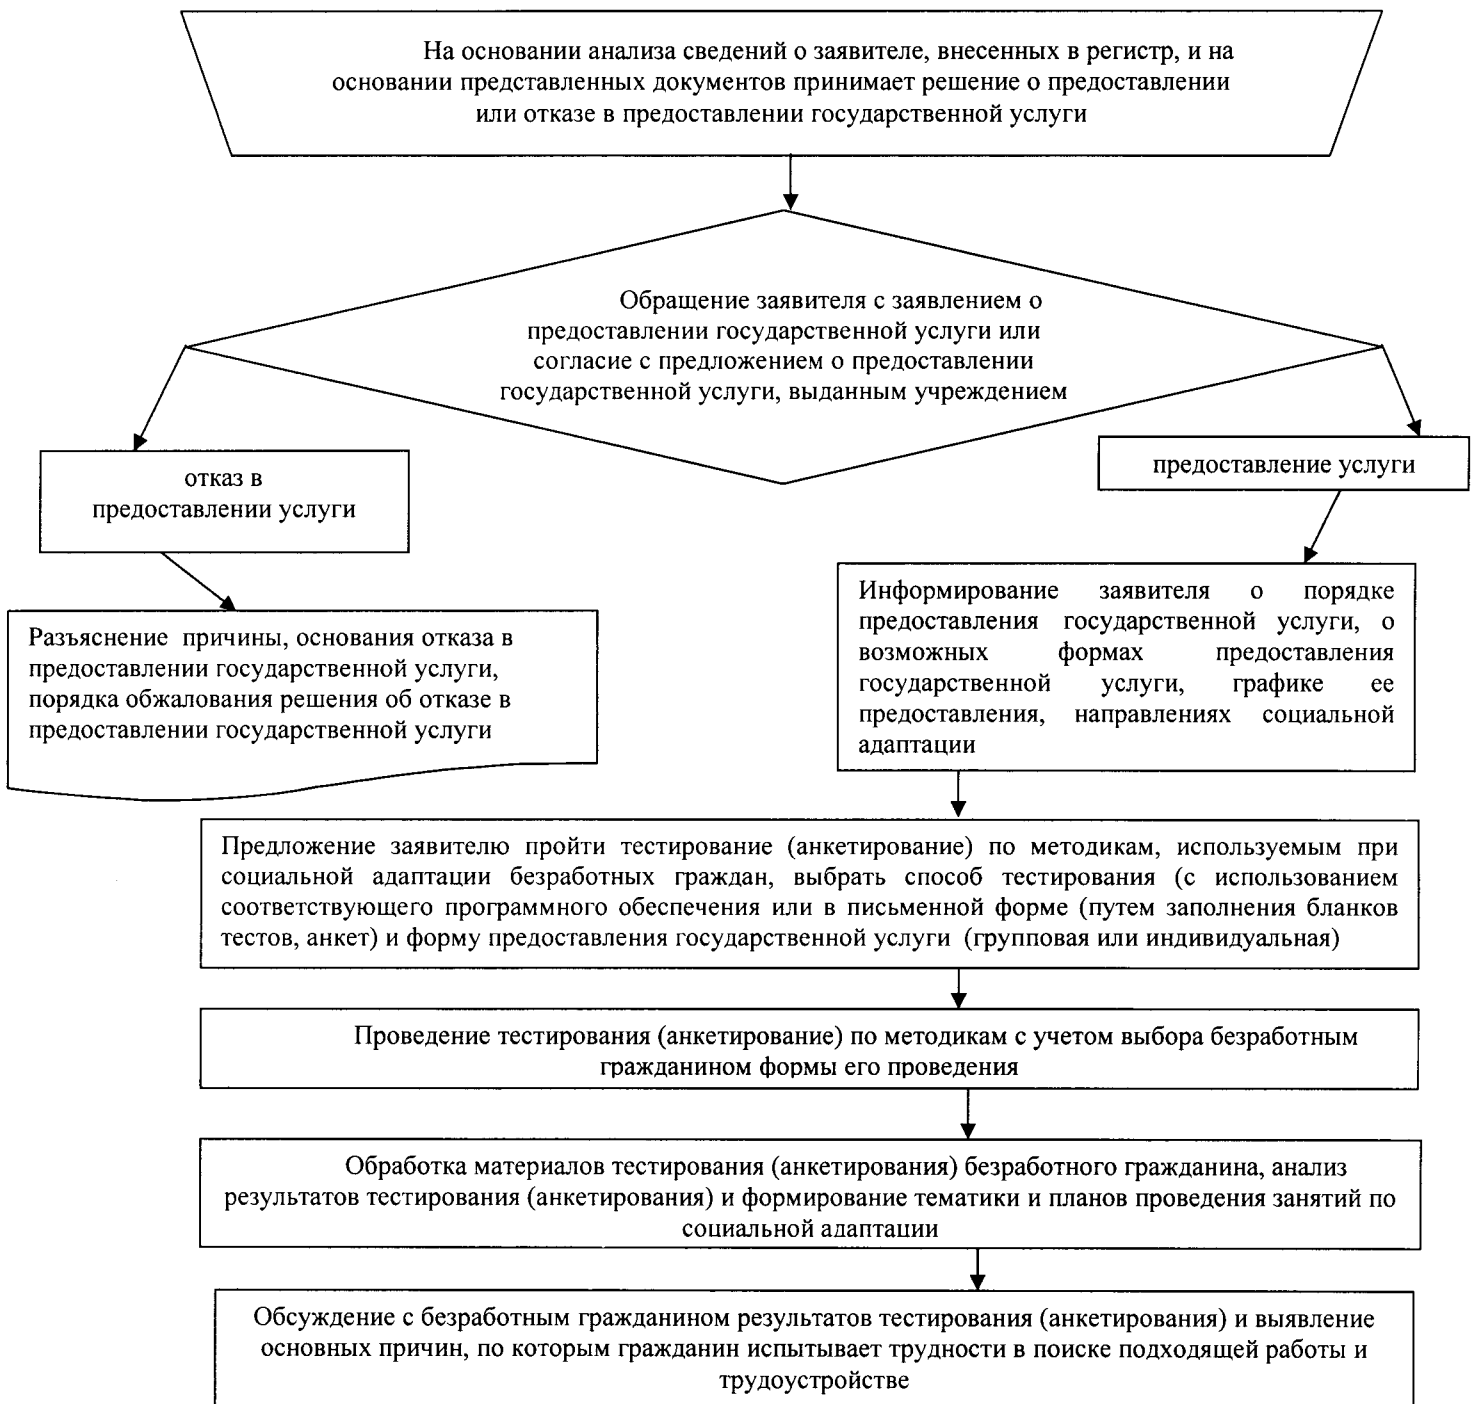 На основании анализа сведений о заявителе, внесенных в регистр, и на
основании представленных документов принимает решение о предоставлении
или отказе в предоставлении государственной услуги
Обращение заявителя с заявлением о
предоставлении государственной услуги или
согласие с предложением о предоставлении
государственной услуги, выданным учреждением
отказ в
предоставлении услуги
предоставление услуги
Разъяснение причины, основания отказа в
предоставлении государственной услуги,
порядка обжалования решения об отказе в
предоставлении государственной услуги
Информирование заявителя о порядке
предоставления государственной услуги, о
возможных формах предоставления
государственной услуги, графике ее
предоставления, направлениях социальной
адаптации
Предложение заявителю пройти тестирование (анкетирование) по методикам, используемым при
социальной адаптации безработных граждан, выбрать способ тестирования (с использованием
соответствующего программного обеспечения или в письменной форме (путем заполнения бланков
тестов, анкет) и форму предоставления государственной услуги (групповая или индивидуальная)
Проведение тестирования (анкетирование) по методикам с учетом выбора безработным
гражданином формы его проведения
Обработка материалов тестирования (анкетирования) безработного гражданина, анализ
результатов тестирования (анкетирования) и формирование тематики и планов проведения занятий по
социальной адаптации
Обсуждение с безработным гражданином результатов тестирования (анкетирования) и выявление
основных причин, по которым гражданин испытывает трудности в поиске подходящей работы и
трудоустройстве